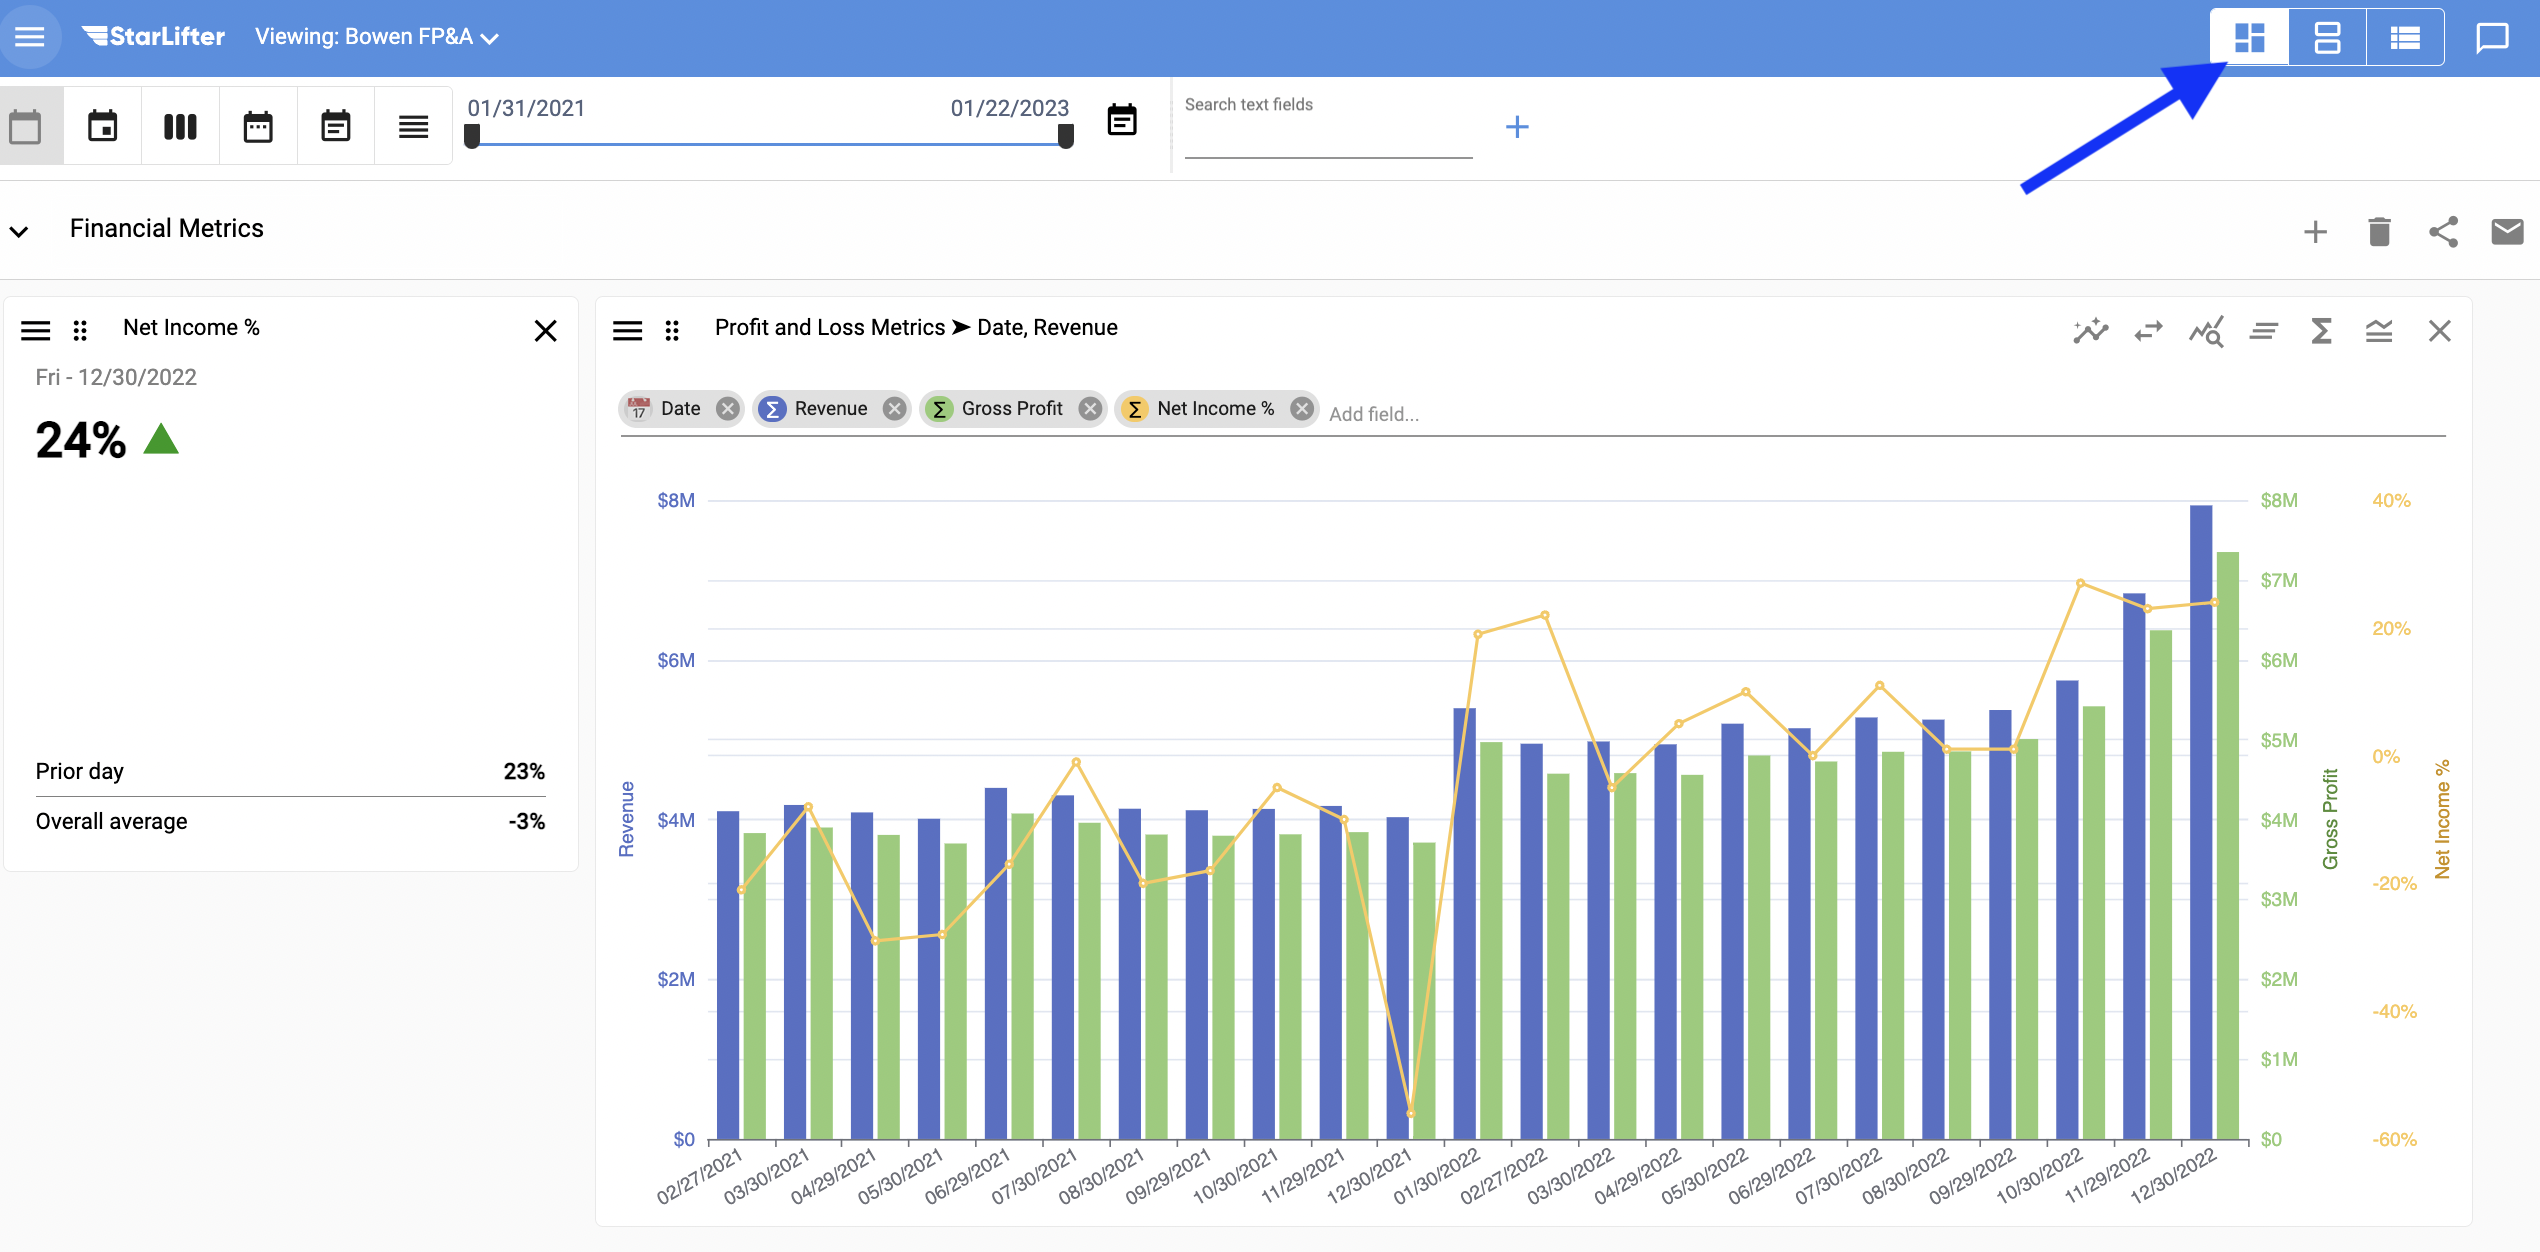 StarLifter
Viewing: Bowen FP&A
01/31/2021
01/22/2023
Search text fields
Financial Metrics
Net Income %
Fri - 12/30/2022
24%
Prior day 23%
Overall average -3%
Profit and Loss Metrics ➤ Date, Revenue
17 Date
Σ Revenue
Σ Gross Profit
Σ Net Income %
Add field...
$8M
$6M
$4M
$2M
$0
Revenue
$8M
$7M
$6M
$5M
$4M
$3M
$2M
$1M
$0
Gross Profit
40%
20%
0%
-20%
-40%
-60%
Net Income %
02/27/2021
03/30/2021
04/29/2021
05/30/2021
06/29/2021
07/30/2021
08/30/2021
09/29/2021
10/30/2021
11/29/2021
12/30/2021
01/30/2022
02/27/2022
03/30/2022
04/29/2022
05/30/2022
06/29/2022
07/30/2022
08/30/2022
09/29/2022
10/30/2022
11/29/2022
12/30/2022